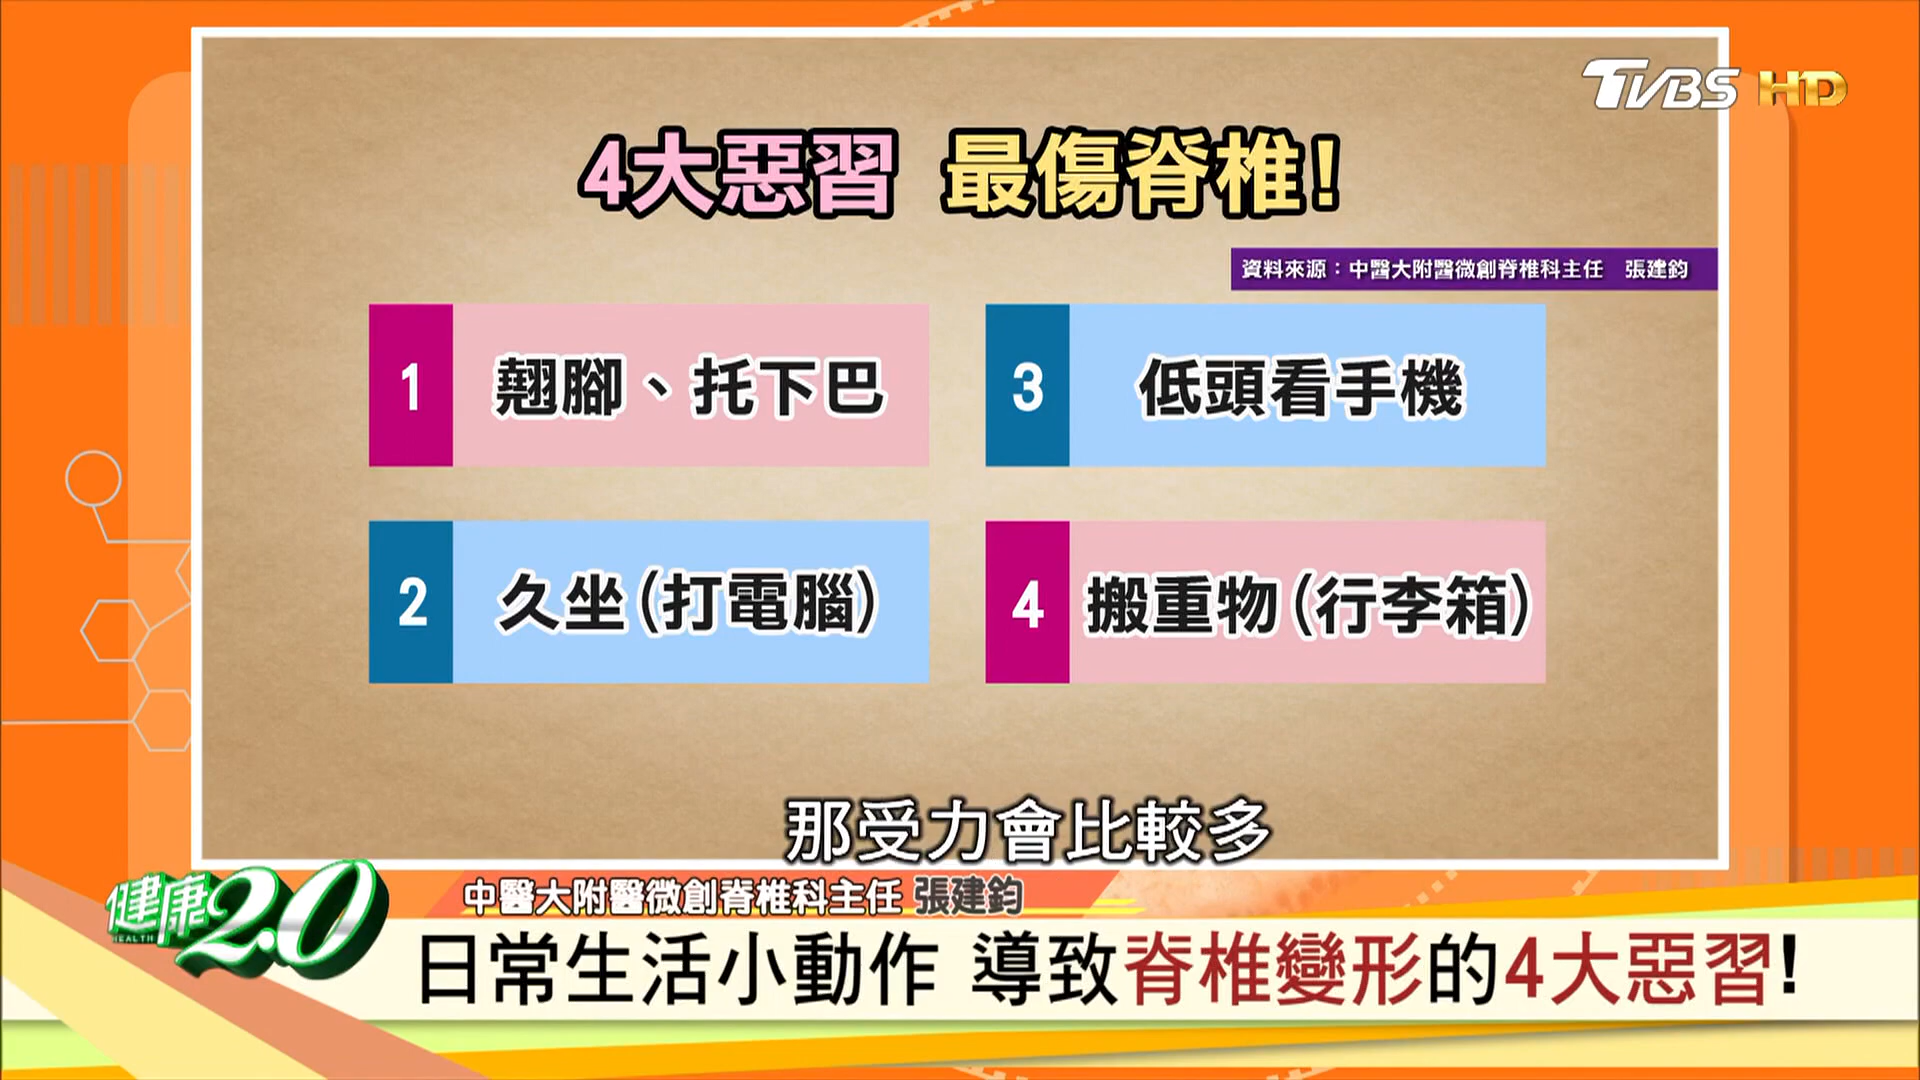 TVBS HD
4大惡習 最傷脊椎!
資料來源：中醫大附醫微創脊椎科主任 張建鈞
1 翹腳、托下巴
2 久坐(打電腦)
3 低頭看手機
4 搬重物(行李箱)
那受力會比較多
健康2.0
HEALTH
中醫大附醫微創脊椎科主任 張建鈞
日常生活小動作 導致脊椎變形的4大惡習!